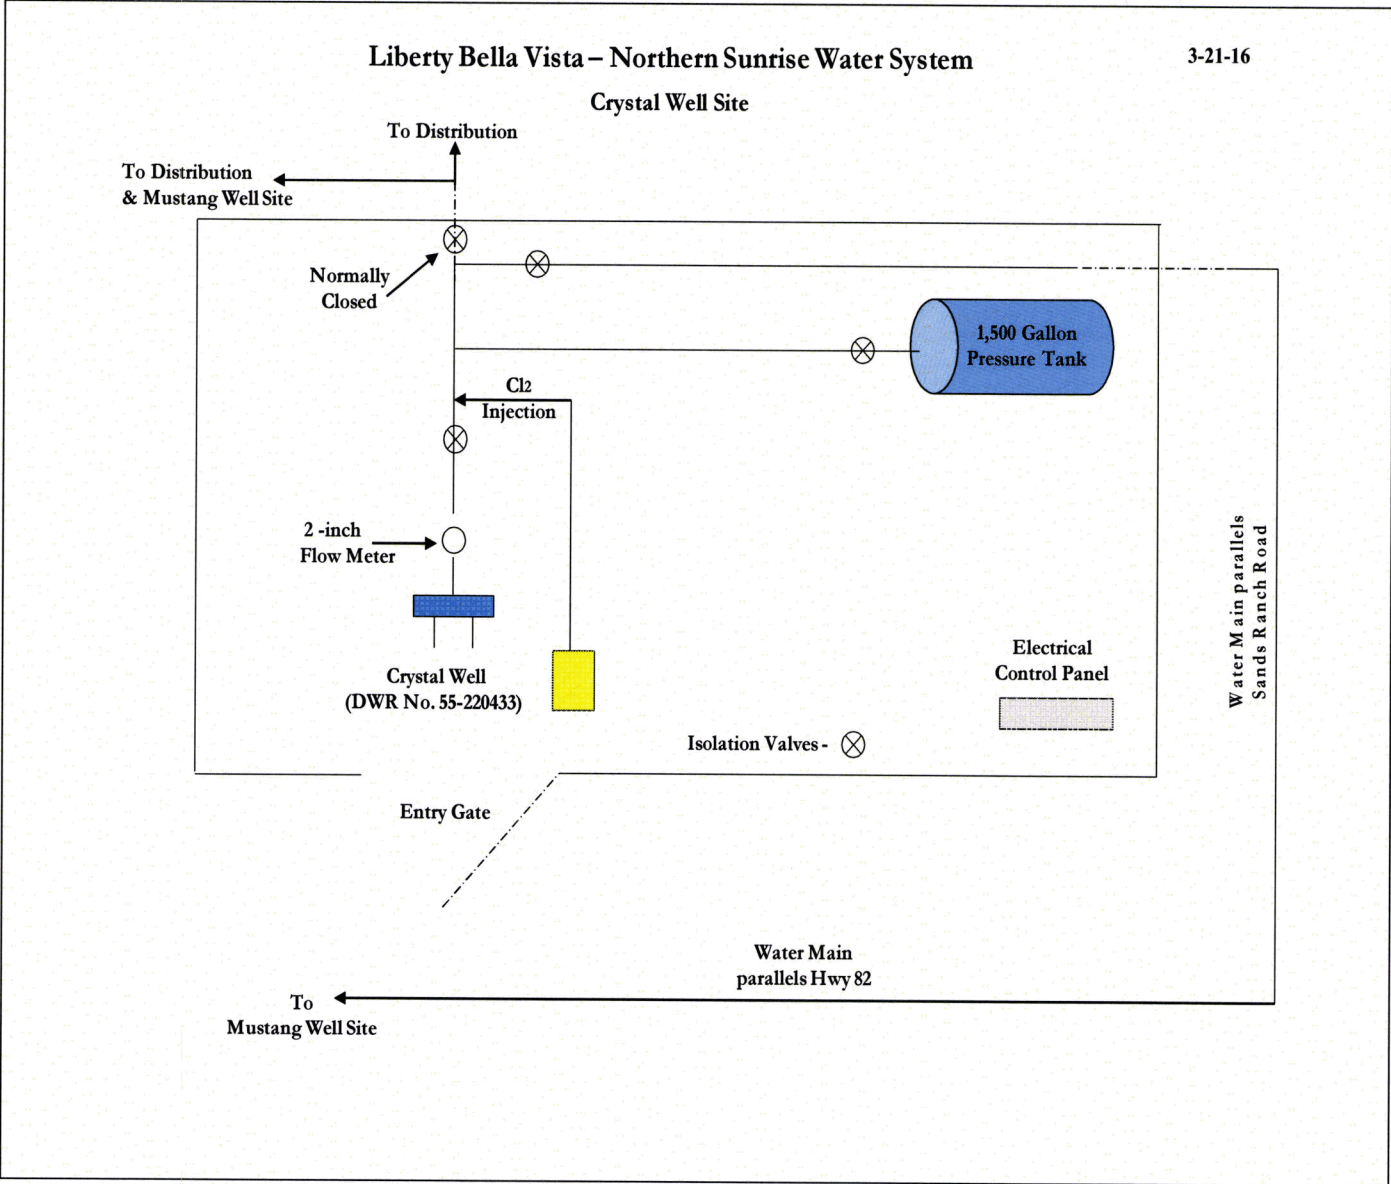 Liberty Bella Vista – Northern Sunrise Water System
3-21-16
Crystal Well Site
To Distribution
To Distribution
& Mustang Well Site
Normally
Closed
1,500 Gallon
Pressure Tank
Cl2
Injection
2 -inch
Flow Meter
Water Main parallels
Sands Ranch Road
Electrical
Control Panel
Crystal Well
(DWR No. 55-220433)
Isolation Valves -
Entry Gate
Water Main
parallels Hwy 82
To
Mustang Well Site